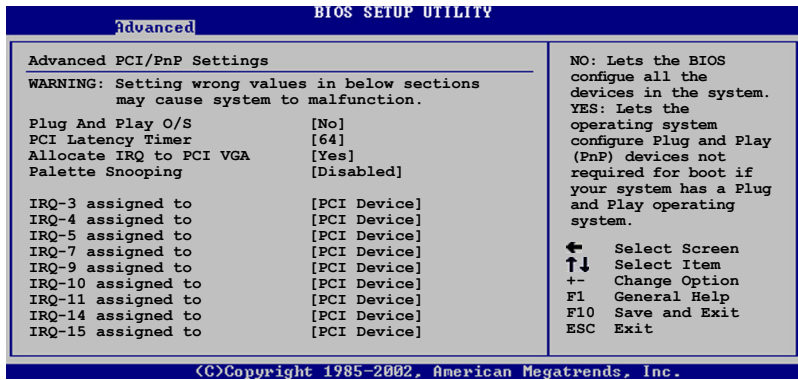 BIOS SETUP UTILITY
Advanced
Advanced PCI/PnP Settings
WARNING: Setting wrong values in below sections
may cause system to malfunction.
Plug And Play O/S [No]
PCI Latency Timer [64]
Allocate IRQ to PCI VGA [Yes]
Palette Snooping [Disabled]
IRQ-3 assigned to [PCI Device]
IRQ-4 assigned to [PCI Device]
IRQ-5 assigned to [PCI Device]
IRQ-7 assigned to [PCI Device]
IRQ-9 assigned to [PCI Device]
IRQ-10 assigned to [PCI Device]
IRQ-11 assigned to [PCI Device]
IRQ-14 assigned to [PCI Device]
IRQ-15 assigned to [PCI Device]
NO: Lets the BIOS
configue all the
devices in the system.
YES: Lets the
operating system
configure Plug and Play
(PnP) devices not
required for boot if
your system has a Plug
and Play operating
system.
← Select Screen
↑↓ Select Item
+- Change Option
F1 General Help
F10 Save and Exit
ESC Exit
(C)Copyright 1985-2002, American Megatrends, Inc.